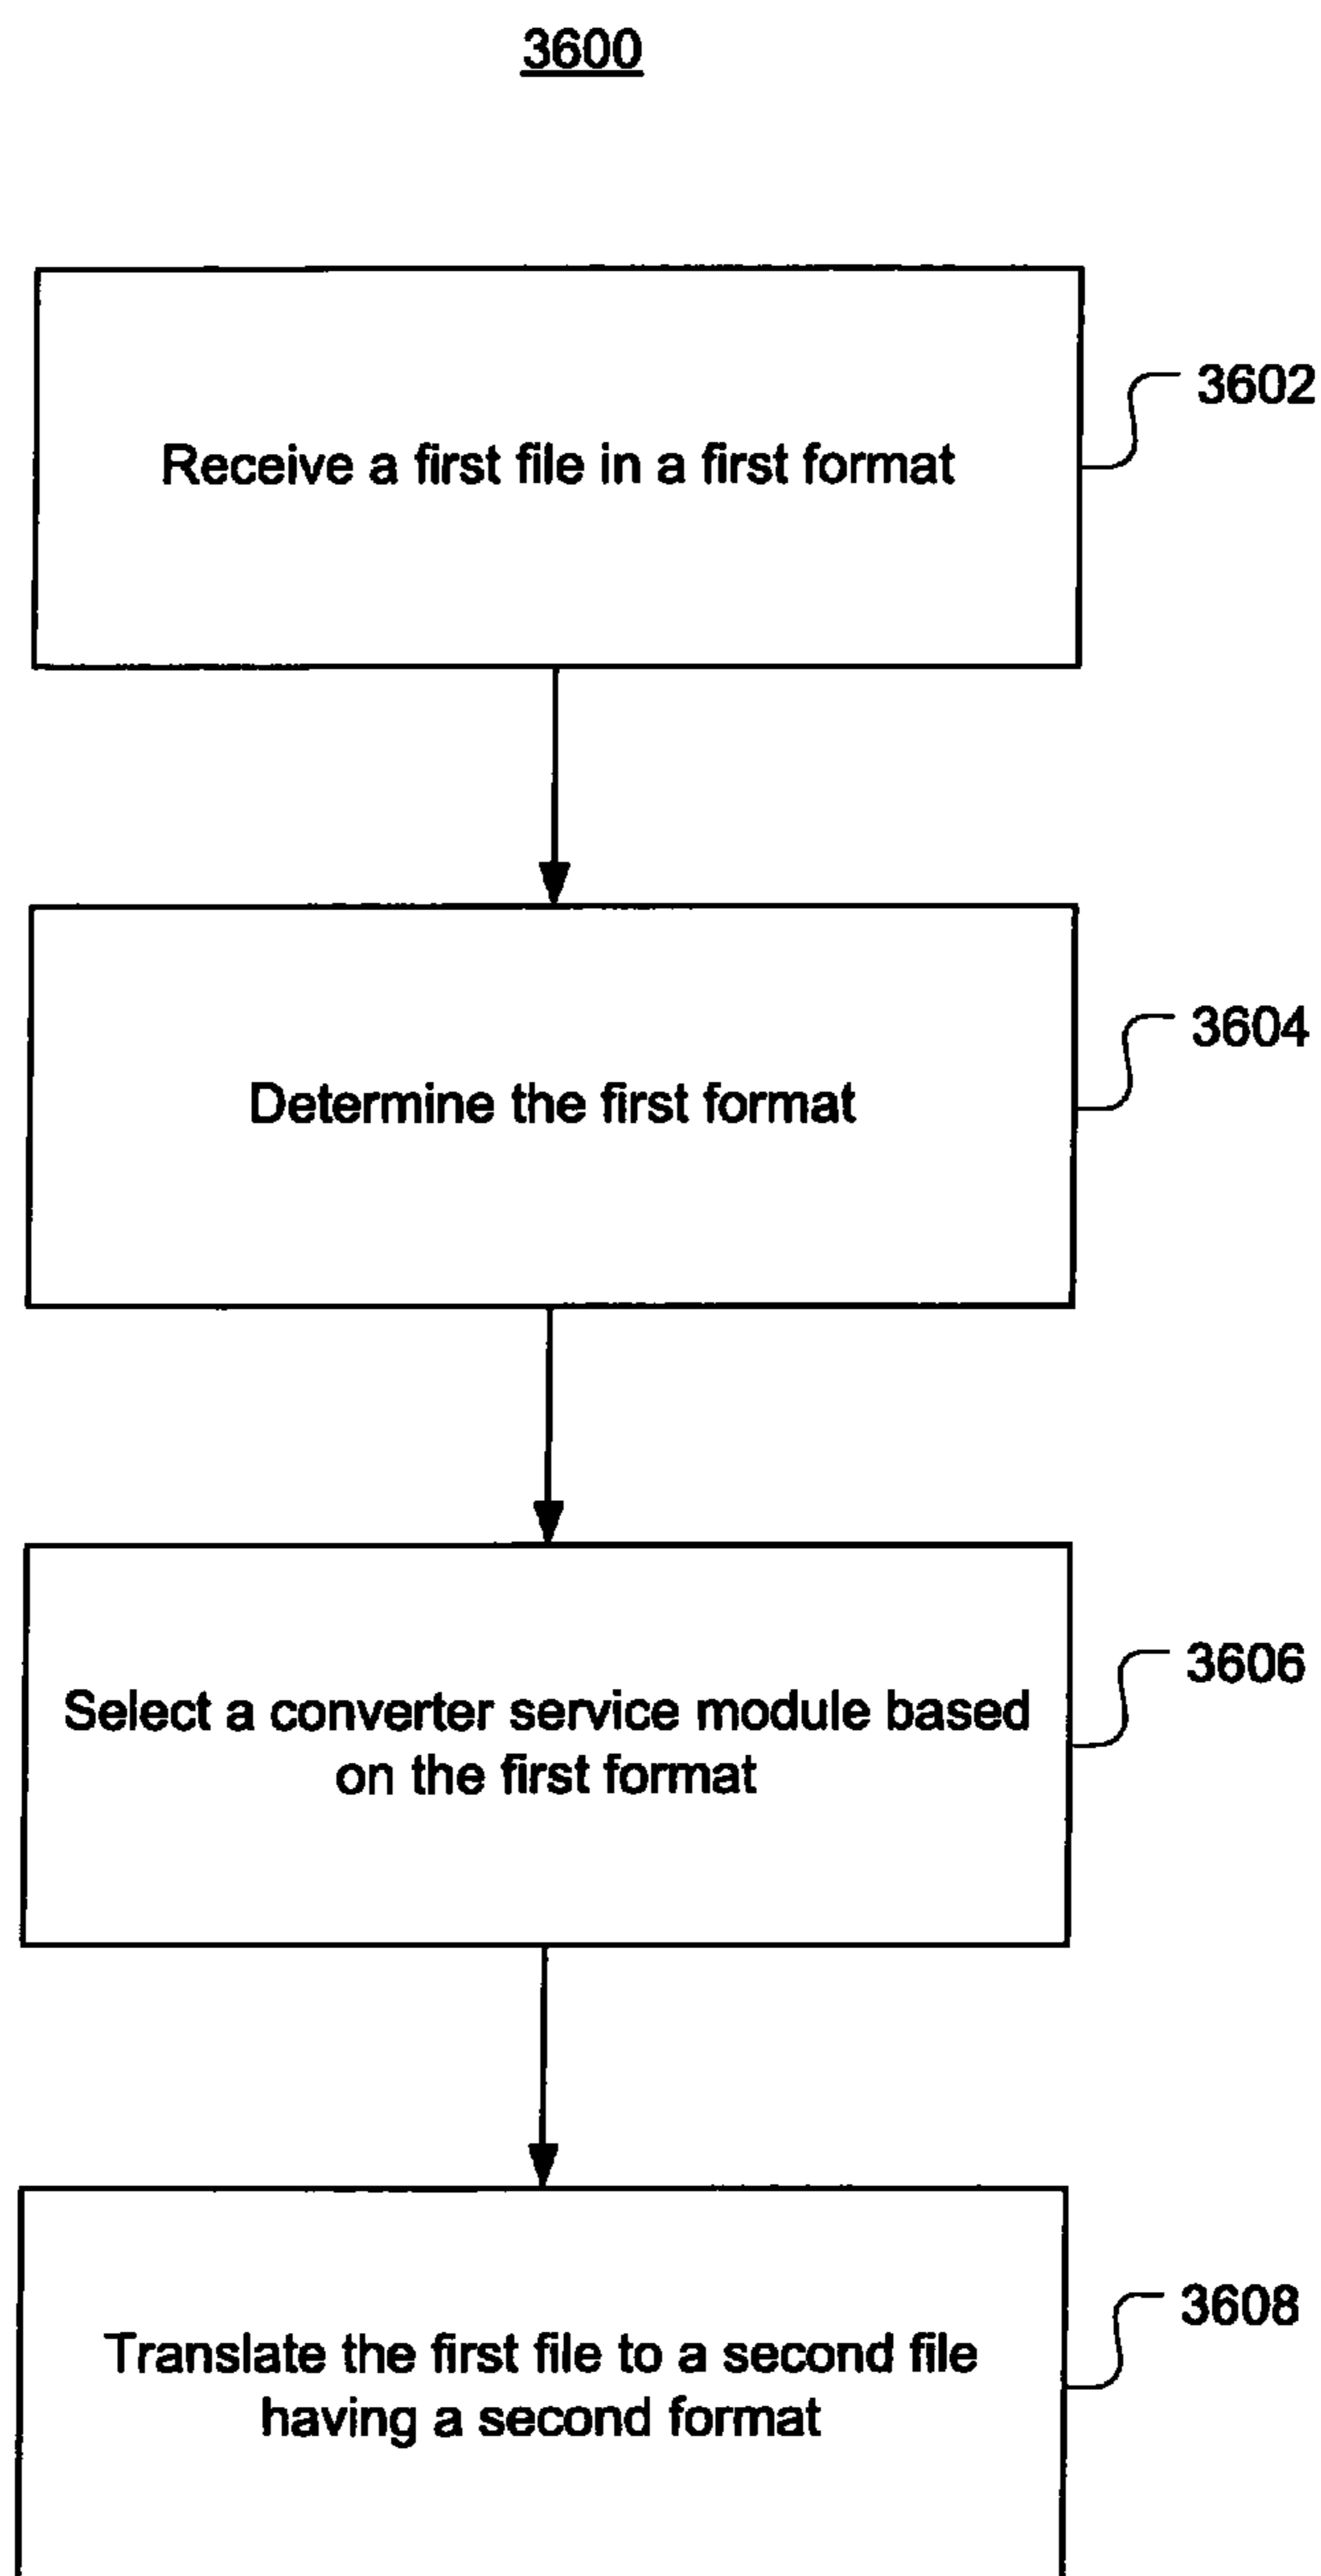 3600
Receive a first file in a first format
3602
Determine the first format
3604
Select a converter service module based
on the first format
3606
Translate the first file to a second file
having a second format
3608